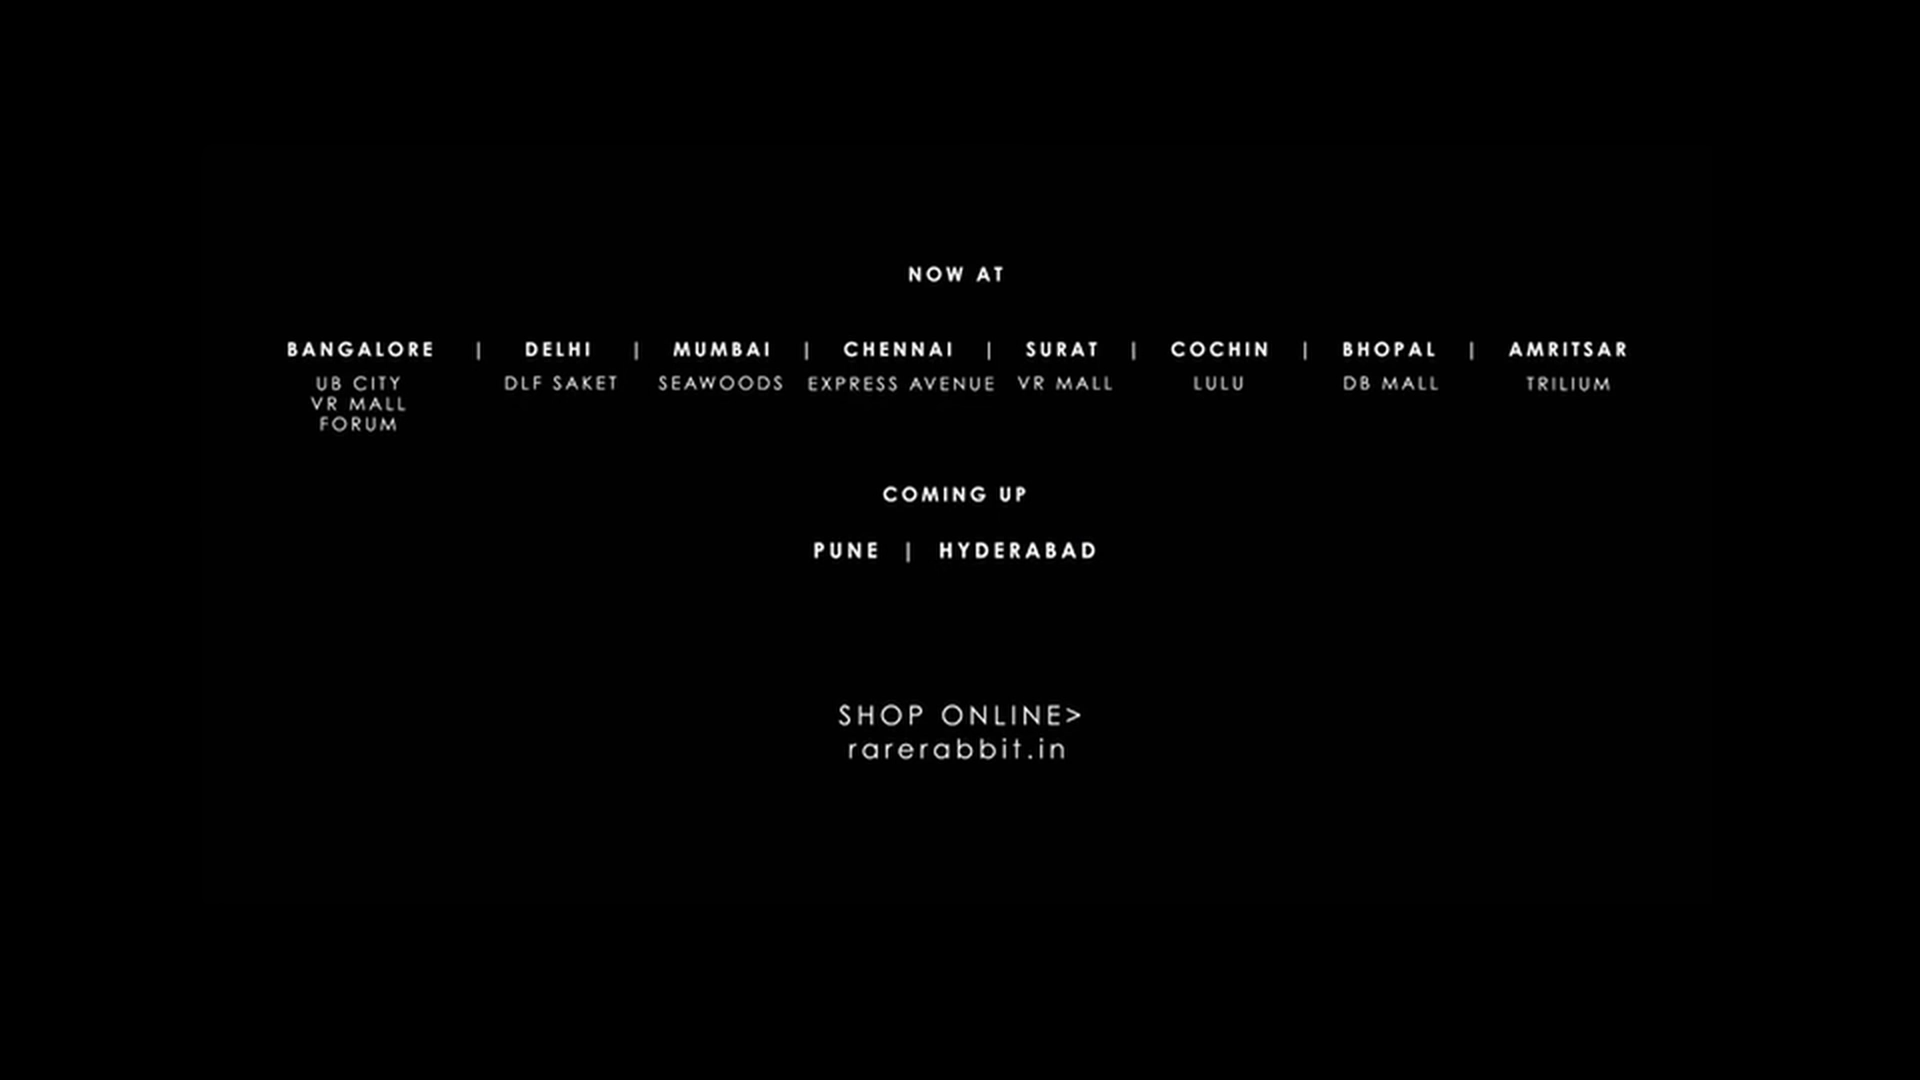 NOW AT
BANGALORE | DELHI | MUMBAI | CHENNAI | SURAT | COCHIN | BHOPAL | AMRITSAR
UB CITY DLF SAKET SEAWOODS EXPRESS AVENUE VR MALL LULU DB MALL TRILIUM
VR MALL
FORUM
COMING UP
PUNE | HYDERABAD
SHOP ONLINE>
rarerabbit.in